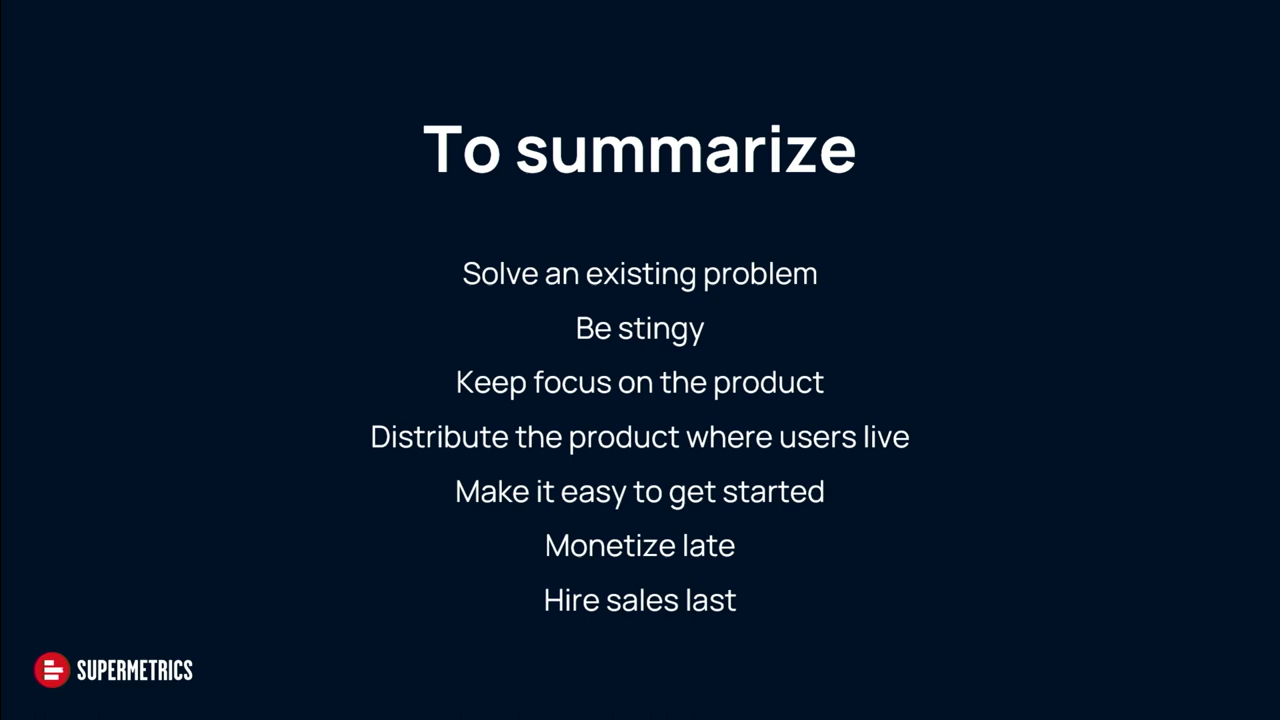 To summarize
Solve an existing problem
Be stingy
Keep focus on the product
Distribute the product where users live
Make it easy to get started
Monetize late
Hire sales last
SUPERMETRICS